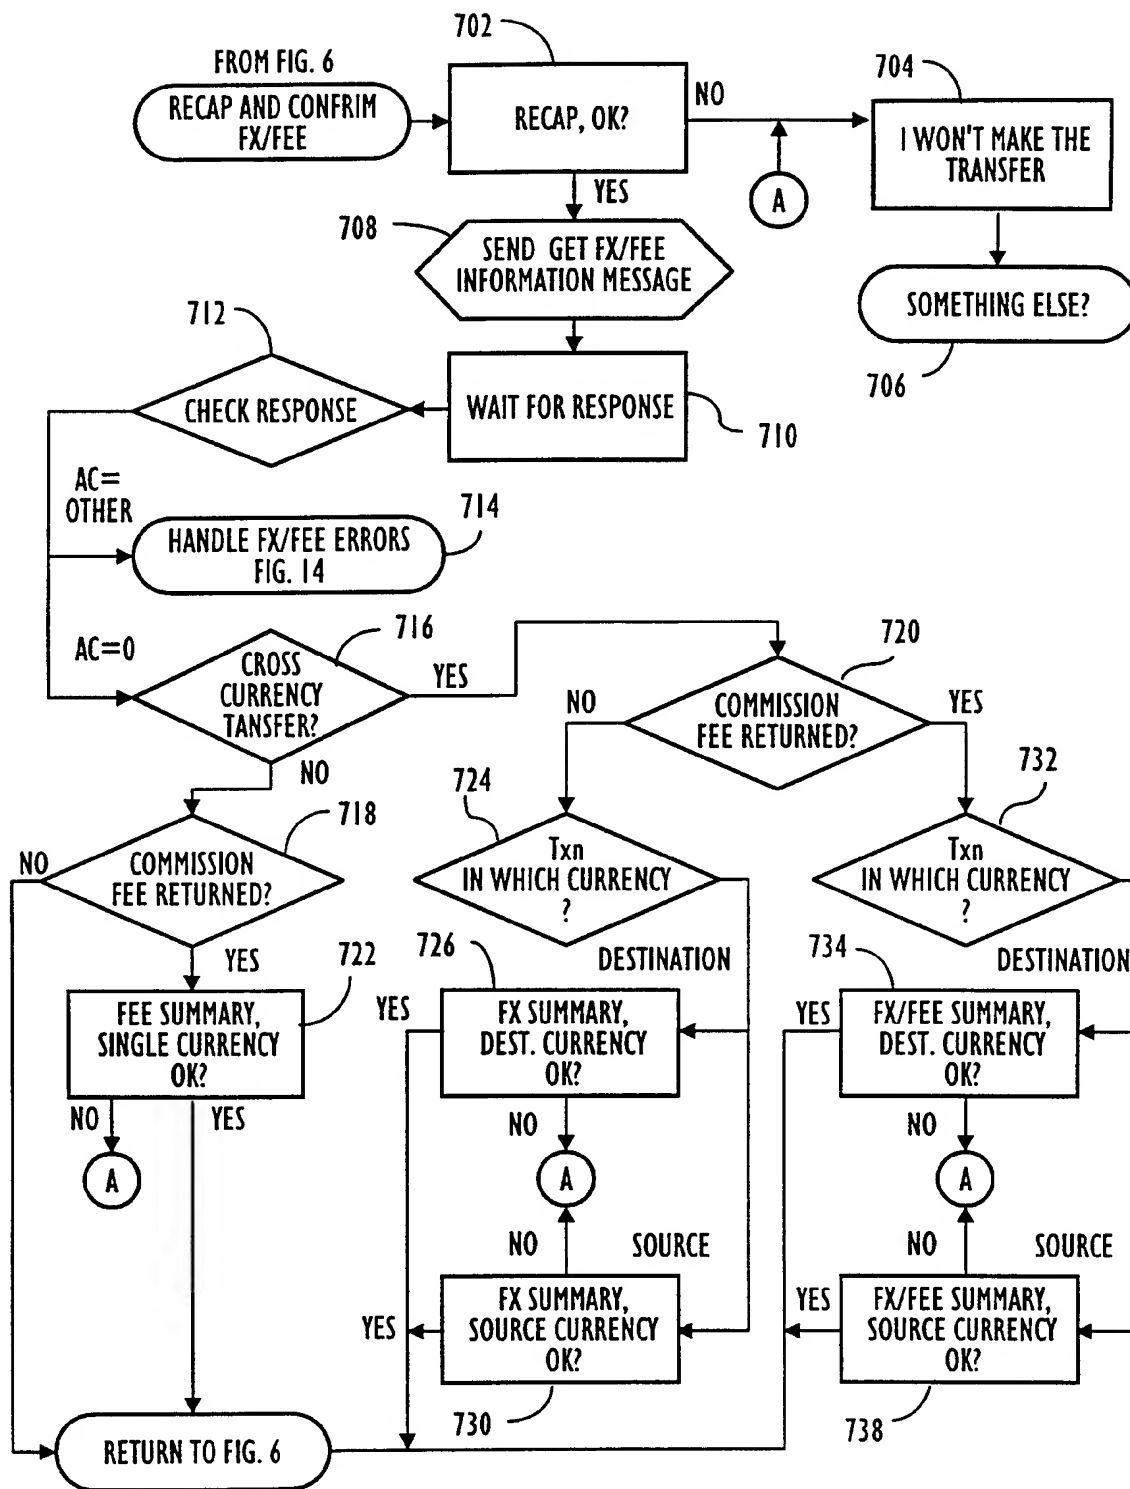 702
FROM FIG. 6
RECAP AND CONFRIM
FX/FEE
RECAP, OK?
NO
704
I WON'T MAKE THE
TRANSFER
A
YES
708
SEND GET FX/FEE
INFORMATION MESSAGE
SOMETHING ELSE?
706
712
CHECK RESPONSE
WAIT FOR RESPONSE
710
AC=
OTHER
714
HANDLE FX/FEE ERRORS
FIG. 14
AC=0
716
CROSS
CURRENCY
TANSFER?
YES
NO
720
COMMISSION
FEE RETURNED?
NO
YES
718
NO
COMMISSION
FEE RETURNED?
YES
724
Txn
IN WHICH CURRENCY
?
732
Txn
IN WHICH CURRENCY
?
722
FEE SUMMARY,
SINGLE CURRENCY
OK?
NO
YES
A
726
DESTINATION
YES
FX SUMMARY,
DEST. CURRENCY
OK?
NO
A
NO
SOURCE
YES
FX SUMMARY,
SOURCE CURRENCY
OK?
730
734
DESTINATION
YES
FX/FEE SUMMARY,
DEST. CURRENCY
OK?
NO
A
NO
SOURCE
YES
FX/FEE SUMMARY,
SOURCE CURRENCY
OK?
738
RETURN TO FIG. 6